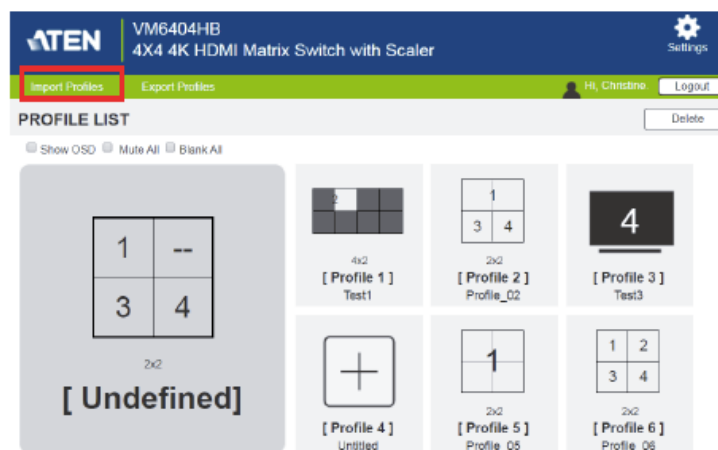 ATEN
VM6404HB
4X4 4K HDMI Matrix Switch with Scaler
Settings
Import Profiles Export Profiles
Hi, Christine. Logout
PROFILE LIST
Delete
Show OSD Mute All Blank All
1 --
3 4
2x2
[ Undefined]
2
4x2
[ Profile 1 ]
Test1
1
3 4
2x2
[ Profile 2 ]
Profile_02
4
[ Profile 3 ]
Test3
[ Profile 4 ]
Untitled
1
2x2
[ Profile 5 ]
Profile_05
1 2
3 4
2x2
[ Profile 6 ]
Profile_06